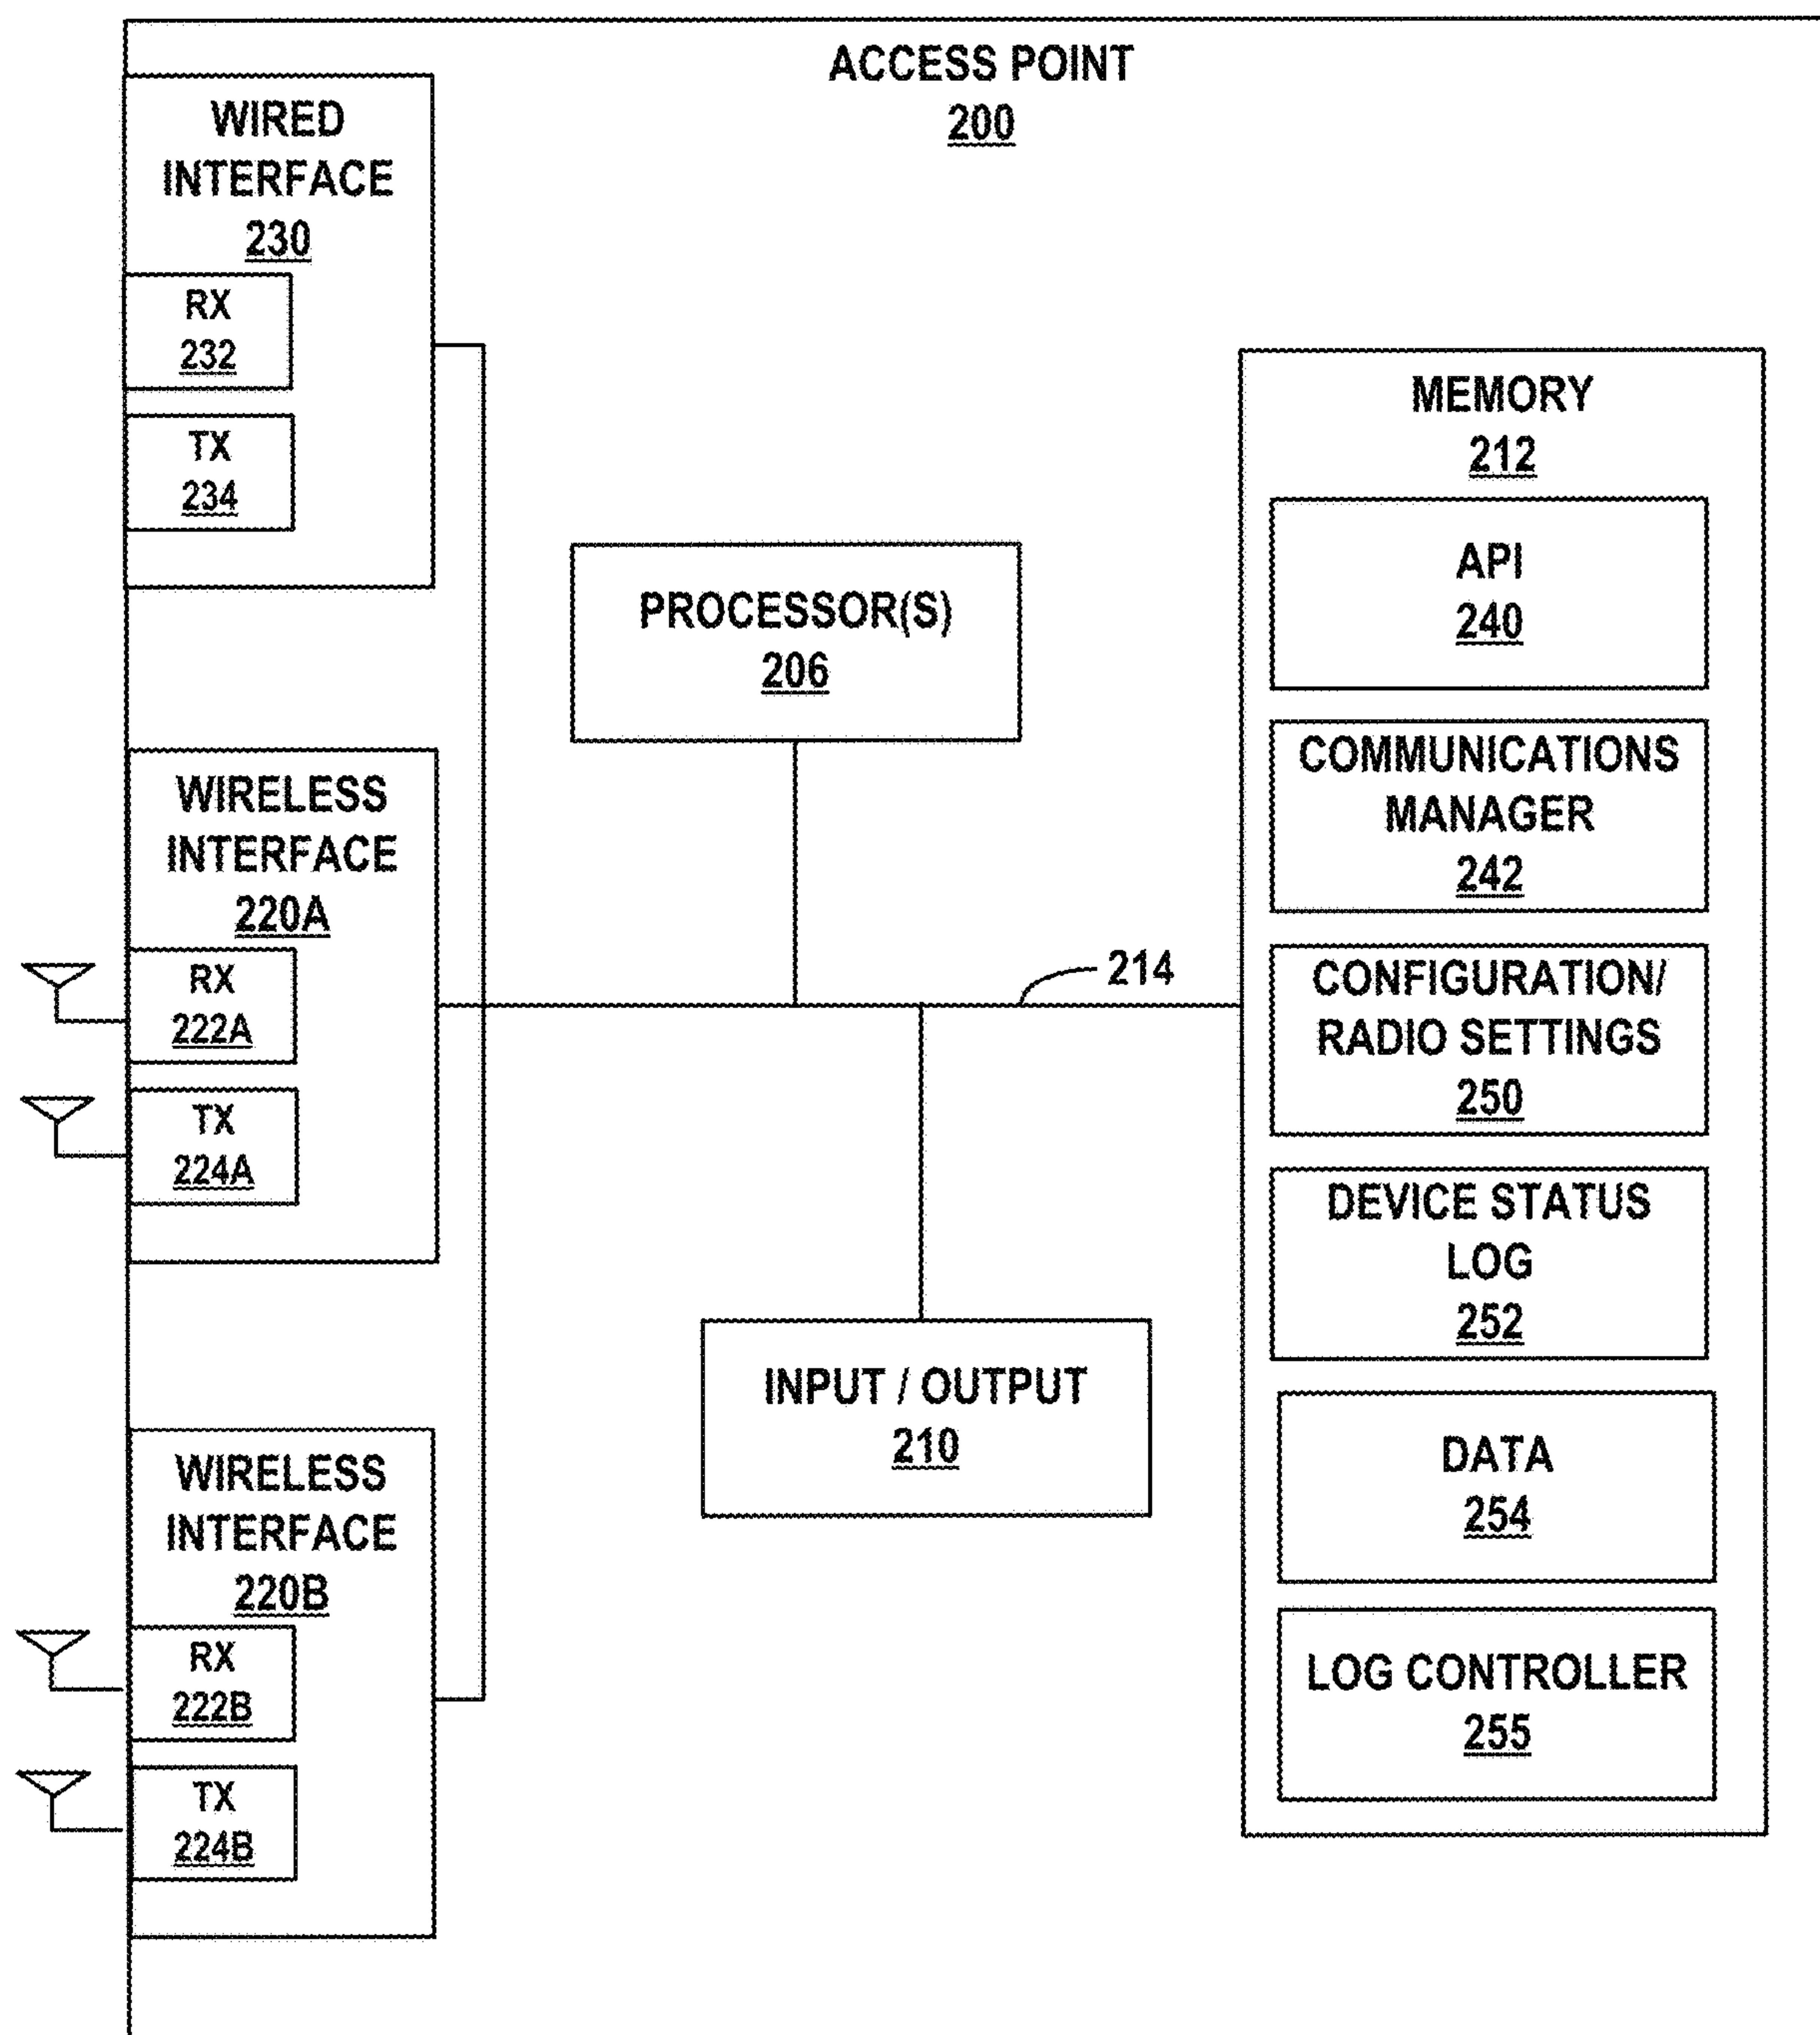 ACCESS POINT
200
WIRED
INTERFACE
230
RX
232
TX
234
WIRELESS
INTERFACE
220A
RX
222A
TX
224A
WIRELESS
INTERFACE
220B
RX
222B
TX
224B
PROCESSOR(S)
206
214
INPUT / OUTPUT
210
MEMORY
212
API
240
COMMUNICATIONS
MANAGER
242
CONFIGURATION/
RADIO SETTINGS
250
DEVICE STATUS
LOG
252
DATA
254
LOG CONTROLLER
255